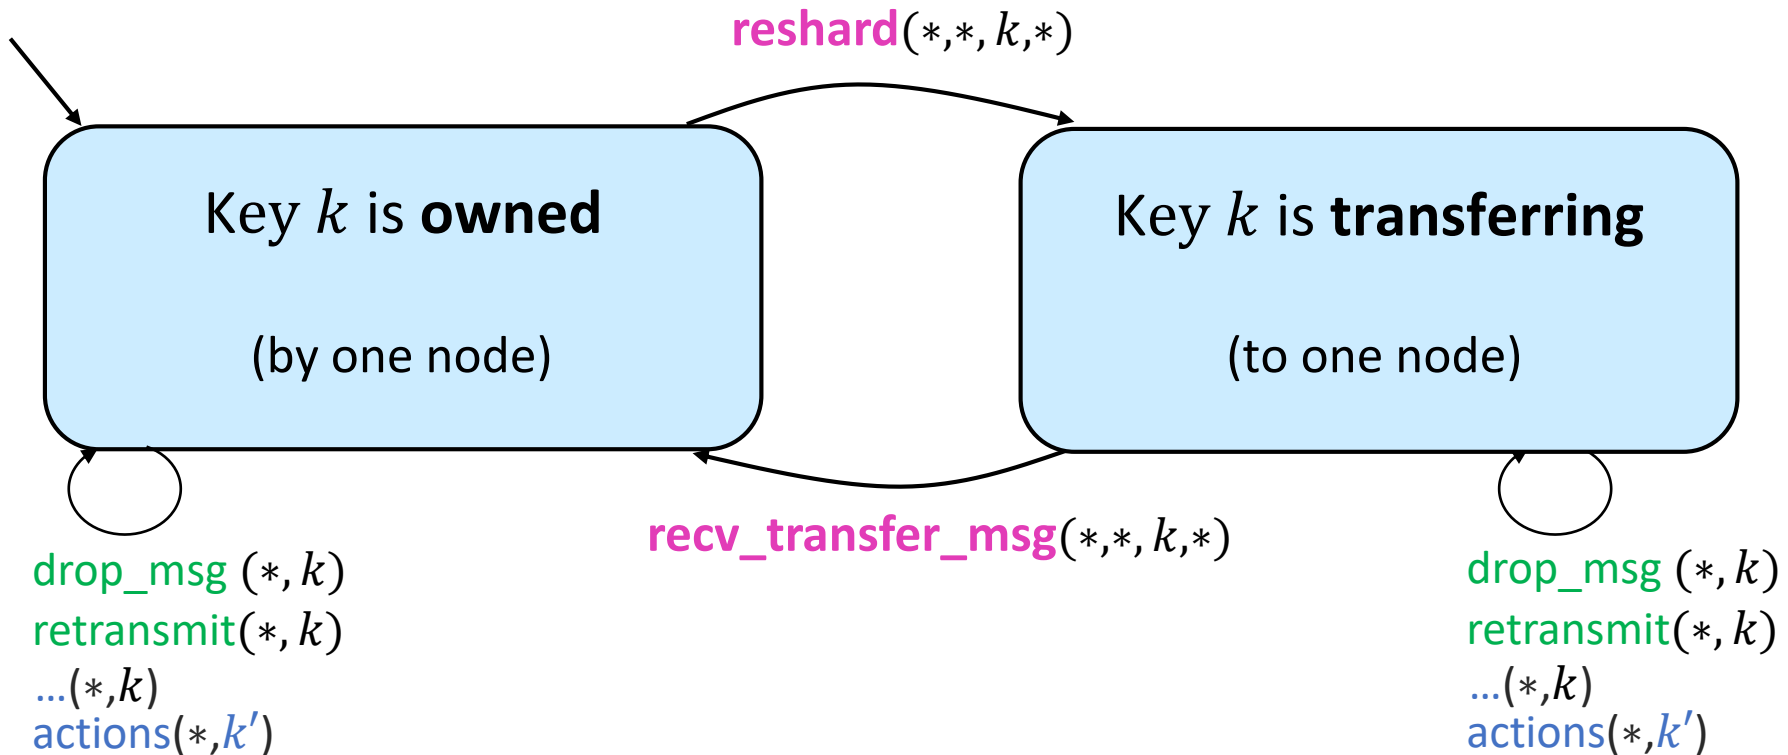 reshard(∗,∗, k,∗)
Key k is owned
(by one node)
Key k is transferring
(to one node)
recv_transfer_msg(∗,∗, k,∗)
drop_msg (∗, k)
retransmit(∗, k)
...(∗,k)
actions(∗,k′)
drop_msg (∗, k)
retransmit(∗, k)
...(∗,k)
actions(∗,k′)